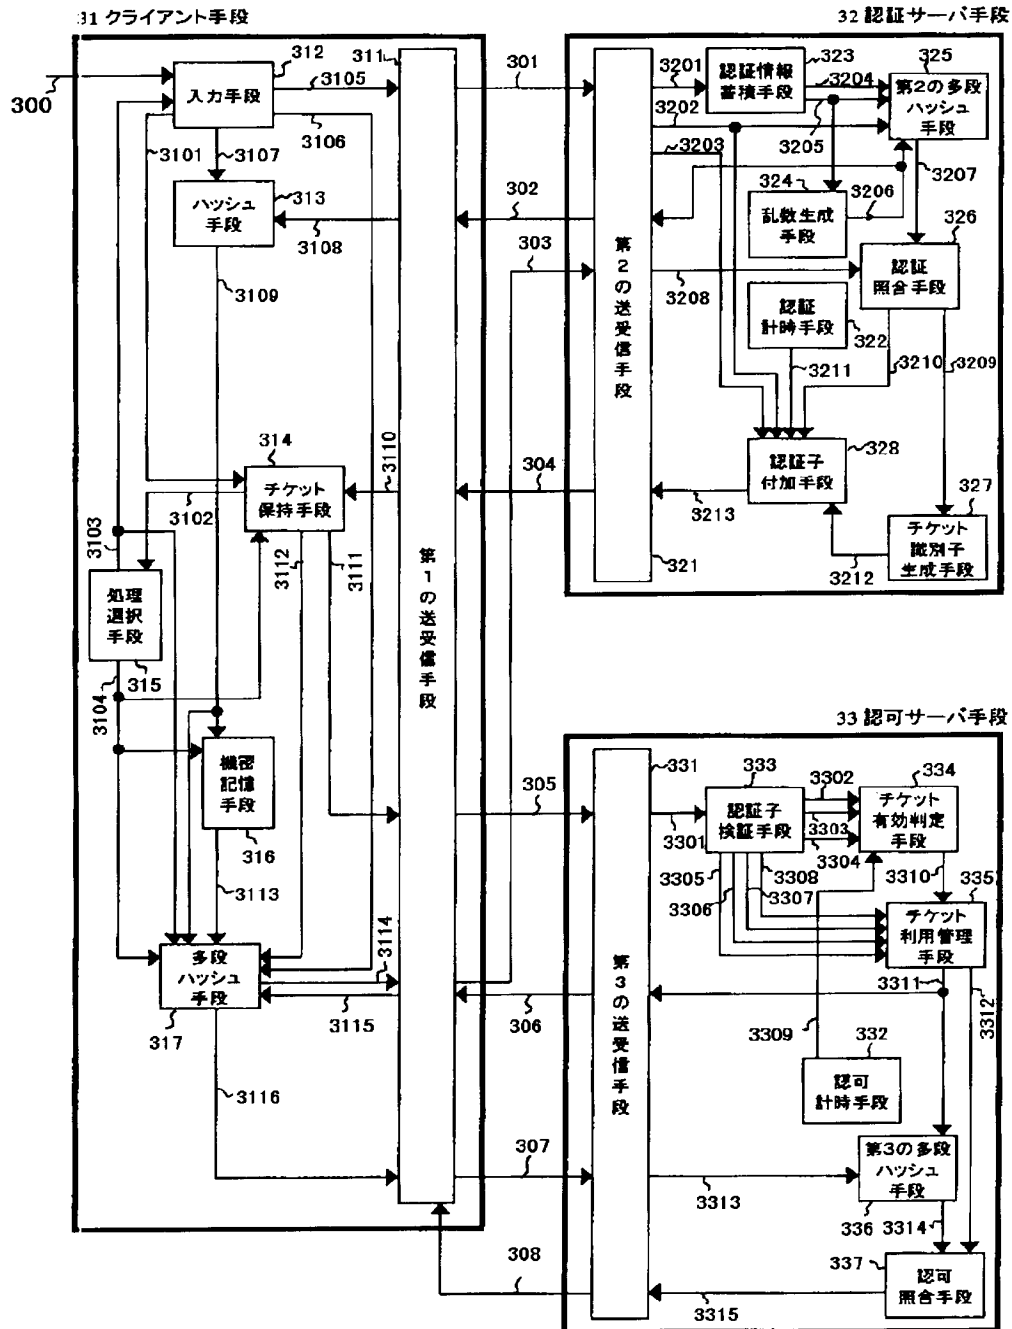 31 クライアント手段
300
312
入力手段
3105
3106
3101
3107
313
ハッシュ
手段
3108
3109
311
第1の送受信手段
314
チケット
保持手段
3110
3102
3103
3112
3111
処理
選択
手段
315
3104
機密
記憶
手段
316
3113
多段
ハッシュ
手段
317
3114
3115
3116
301
302
303
304
305
306
307
308
32 認証サーバ手段
第2の送受信手段
321
3201
3202
3203
認証情報
蓄積手段
323
3204
3205
325
第2の多段
ハッシュ
手段
3207
324
乱数生成
手段
3206
326
認証
照合手段
3208
認証
計時手段
322
3211
3210
3209
328
認証子
付加手段
3213
3212
327
チケット
識別子
生成手段
33 認可サーバ手段
331
第3の送受信手段
3301
333
認証子
検証手段
3302
3303
3304
334
チケット
有効判定
手段
3305
3306
3308
3307
3310
335
チケット
利用管理
手段
3311
3312
3309
332
認可
計時手段
第3の多段
ハッシュ
手段
3313
336
3314
337
認可
照合手段
3315